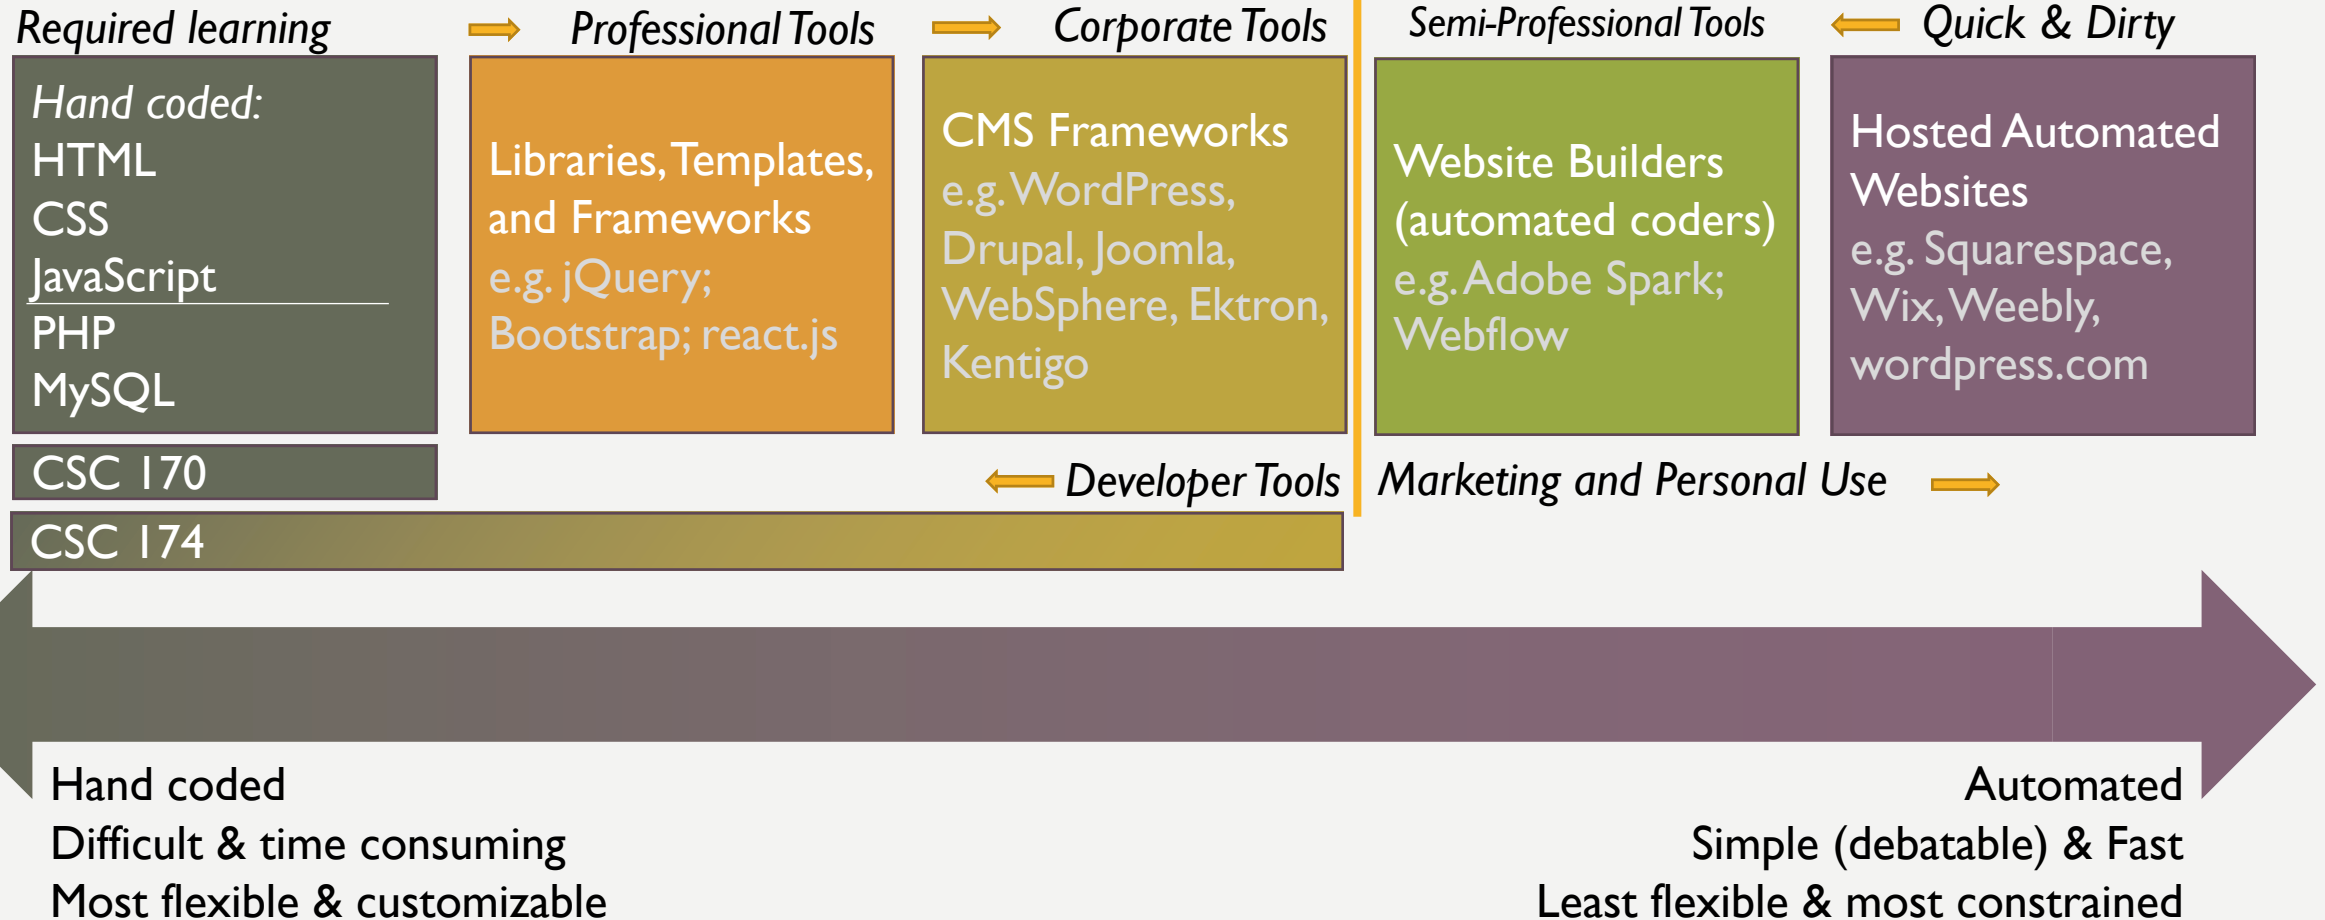 Required learning
Professional Tools
Corporate Tools
Semi-Professional Tools
Quick & Dirty
Hand coded:
HTML
CSS
JavaScript
PHP
MySQL
Libraries, Templates,
and Frameworks
e.g. jQuery;
Bootstrap; react.js
CMS Frameworks
e.g. WordPress,
Drupal, Joomla,
WebSphere, Ektron,
Kentigo
Website Builders
(automated coders)
e.g. Adobe Spark;
Webflow
Hosted Automated
Websites
e.g. Squarespace,
Wix, Weebly,
wordpress.com
CSC 170
Developer Tools
Marketing and Personal Use
CSC 174
Hand coded
Difficult & time consuming
Most flexible & customizable
Automated
Simple (debatable) & Fast
Least flexible & most constrained